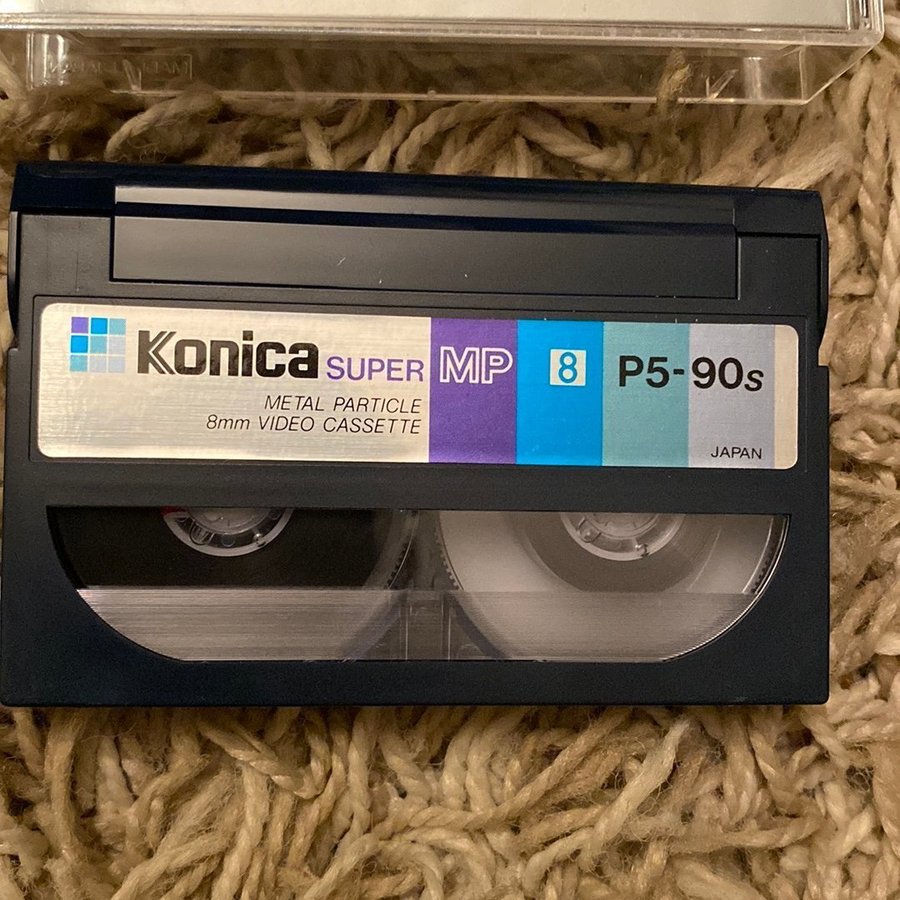 Konica SUPER MP 8 P5-90s
METAL PARTICLE
8mm VIDEO CASSETTE
JAPAN